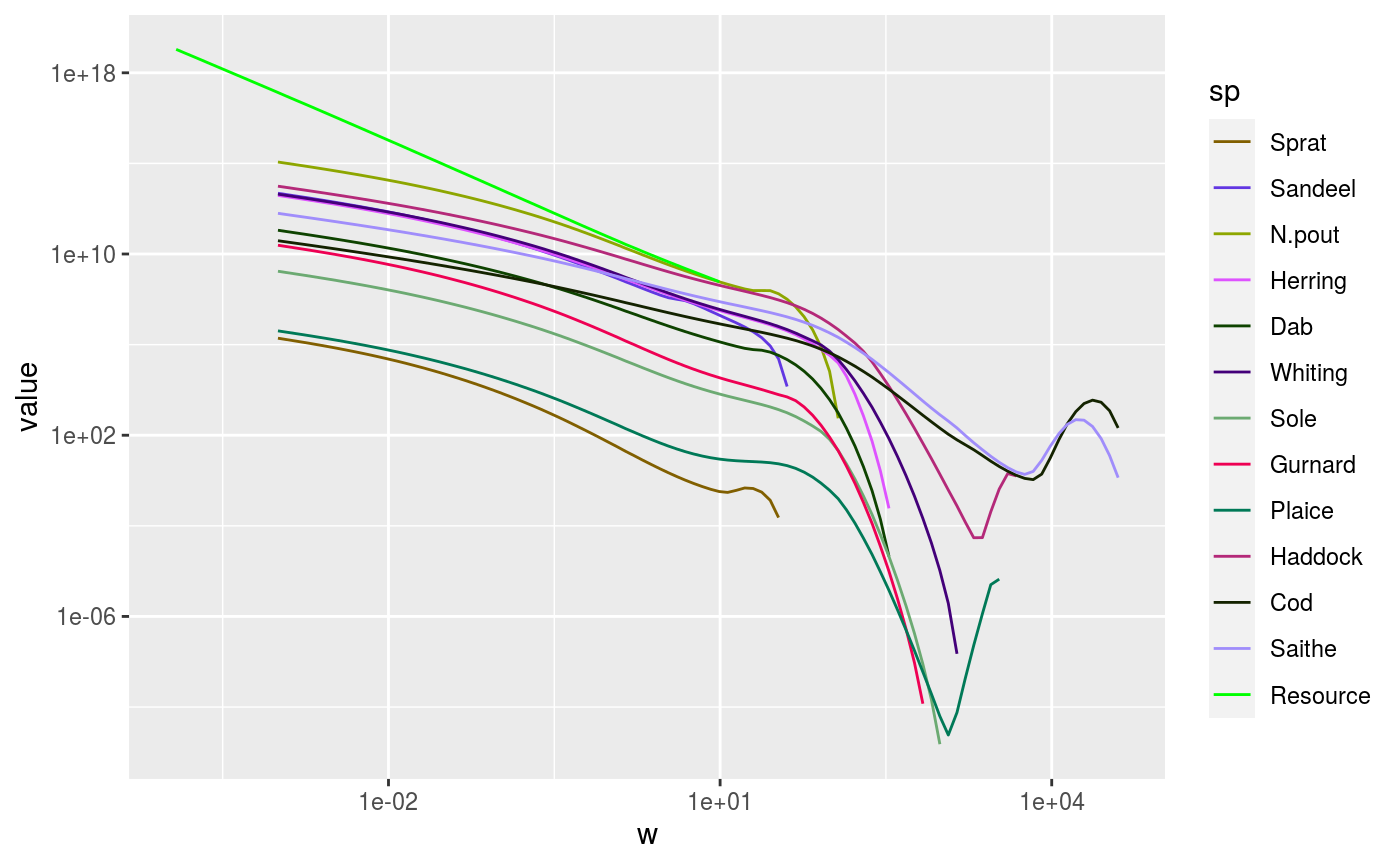 value
1e+18
1e+10
1e+02
1e-06
1e-02
1e+01
1e+04
w
sp
Sprat
Sandeel
N.pout
Herring
Dab
Whiting
Sole
Gurnard
Plaice
Haddock
Cod
Saithe
Resource